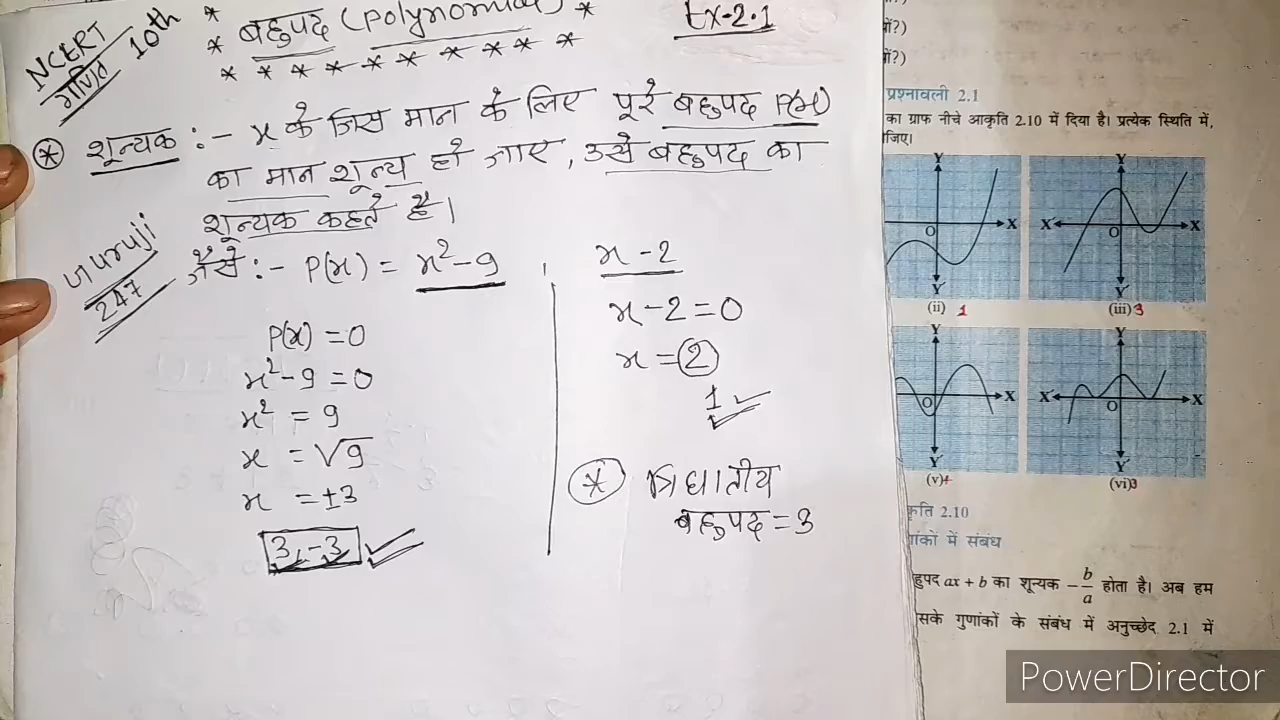 NCERT
गणित 10th
* बहुपद (Polynomial) *
* * * * * * * * * * *
Ex-2.1
⊛ शून्यक :- x के जिस मान के लिए पूरे बहुपद P(x)
का मान शून्य हो जाए, उसे बहुपद का
शून्यक कहते है।
guruji
247
जैसे :- P(x) = x²-9 ,
P(x) = 0
x²-9 = 0
x² = 9
x = √9
x = ±3
3, -3
x-2
x-2=0
x = 2
1
⊛ त्रिघातीय
बहुपद = 3
प्रश्नावली 2.1
का ग्राफ नीचे आकृति 2.10 में दिया है। प्रत्येक स्थिति में,
जिए।
Y
X
O
Y'
(ii) 1
Y
X' X
O
Y'
(iii) 3
Y
X
O
Y'
(v) 4
Y
X' X
O
Y'
(vi) 3
कृति 2.10
गांकों में संबंध
हुपद ax + b का शून्यक -b/a होता है। अब हम
सके गुणांकों के संबंध में अनुच्छेद 2.1 में
PowerDirector